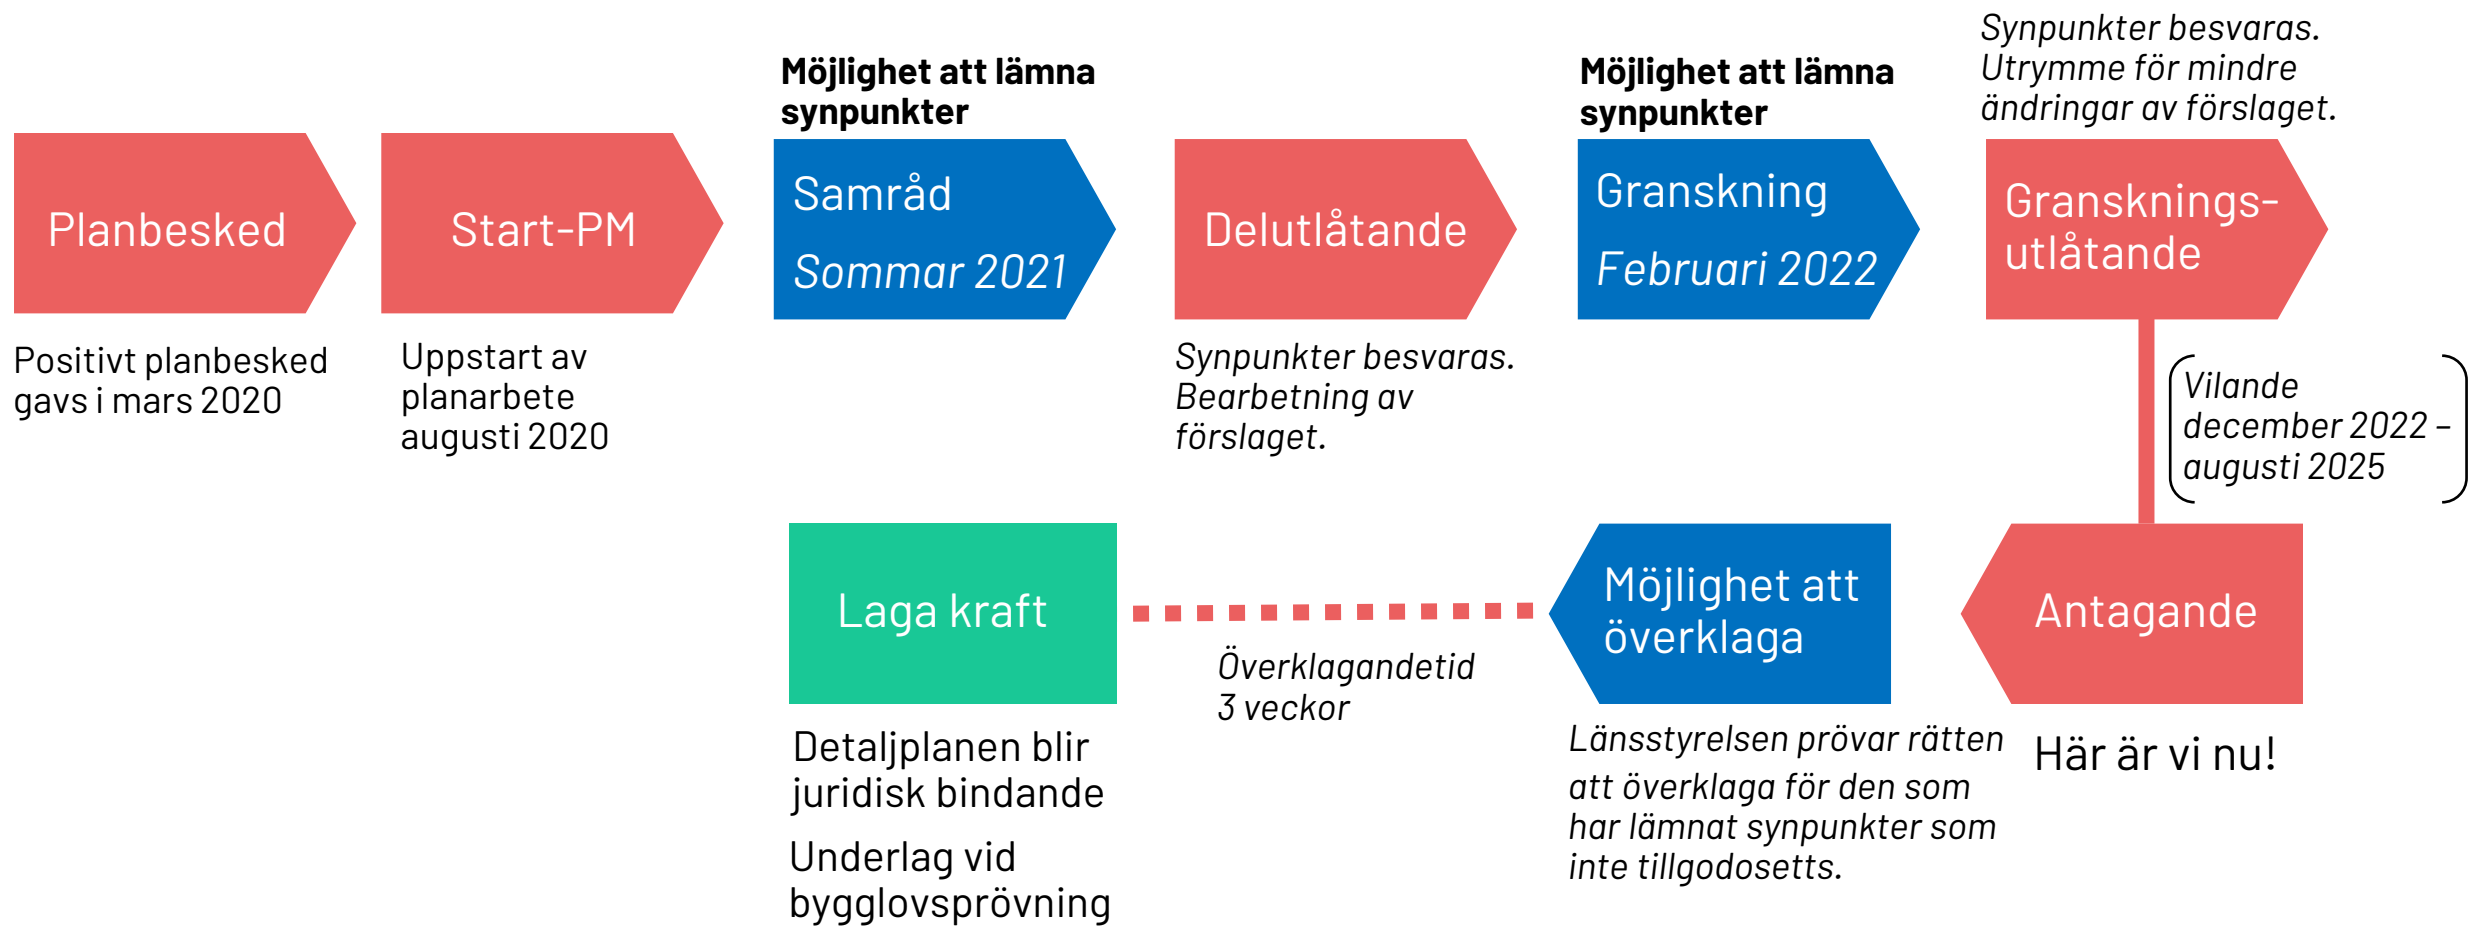 Planbesked
Positivt planbesked
gavs i mars 2020
Start-PM
Uppstart av
planarbete
augusti 2020
Möjlighet att lämna
synpunkter
Samråd
Sommar 2021
Delutlåtande
Synpunkter besvaras.
Bearbetning av
förslaget.
Möjlighet att lämna
synpunkter
Granskning
Februari 2022
Synpunkter besvaras.
Utrymme för mindre
ändringar av förslaget.
Gransknings-
utlåtande
Vilande
december 2022 –
augusti 2025
Antagande
Här är vi nu!
Möjlighet att
överklaga
Länsstyrelsen prövar rätten
att överklaga för den som
har lämnat synpunkter som
inte tillgodosetts.
Överklagandetid
3 veckor
Laga kraft
Detaljplanen blir
juridisk bindande
Underlag vid
bygglovsprövning